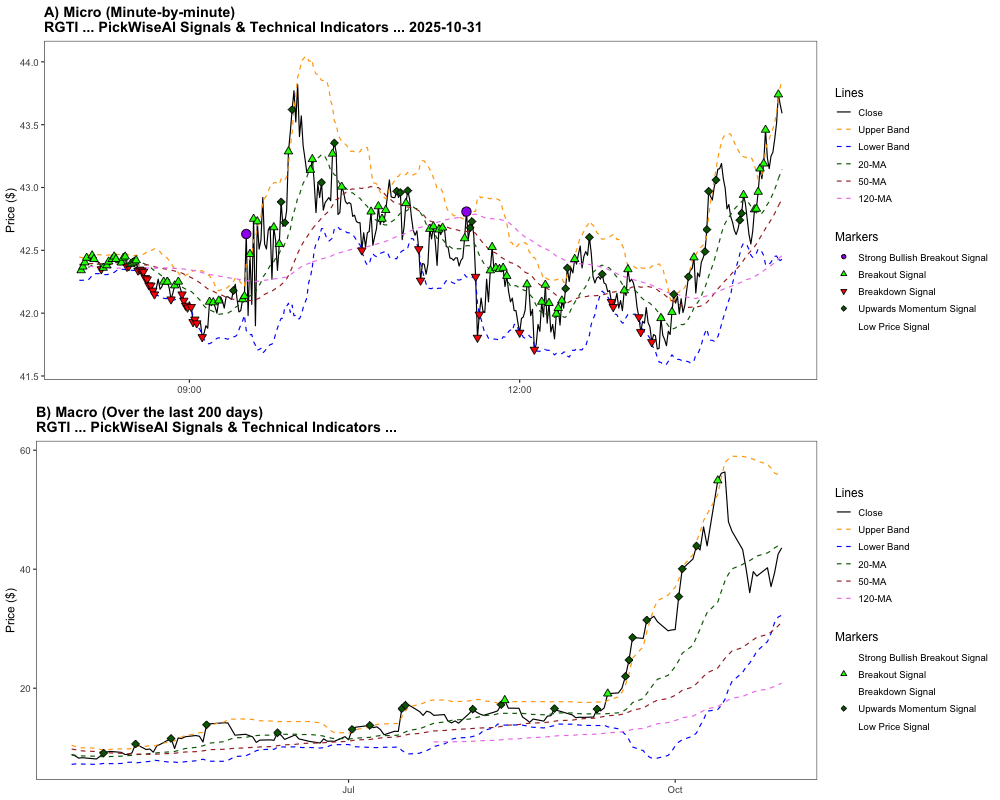 A) Micro (Minute-by-minute)
RGTI ... PickWiseAI Signals & Technical Indicators ... 2025-10-31
44.0
43.5
43.0
42.5
42.0
41.5
Price ($)
09:00
12:00
Lines
Close
Upper Band
Lower Band
20-MA
50-MA
120-MA
Markers
Strong Bullish Breakout Signal
Breakout Signal
Breakdown Signal
Upwards Momentum Signal
Low Price Signal
B) Macro (Over the last 200 days)
RGTI ... PickWiseAI Signals & Technical Indicators ...
60
40
20
Price ($)
Jul
Oct
Lines
Close
Upper Band
Lower Band
20-MA
50-MA
120-MA
Markers
Strong Bullish Breakout Signal
Breakout Signal
Breakdown Signal
Upwards Momentum Signal
Low Price Signal